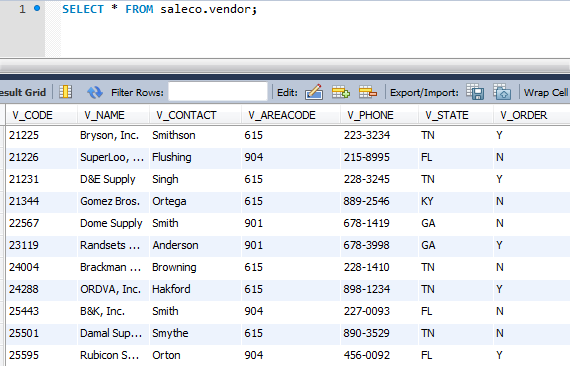 1 SELECT * FROM saleco.vendor;
esult Grid Filter Rows: Edit: Export/Import: Wrap Cell
V_CODE V_NAME V_CONTACT V_AREACODE V_PHONE V_STATE V_ORDER
21225 Bryson, Inc. Smithson 615 223-3234 TN Y
21226 SuperLoo, ... Flushing 904 215-8995 FL N
21231 D&E Supply Singh 615 228-3245 TN Y
21344 Gomez Bros. Ortega 615 889-2546 KY N
22567 Dome Supply Smith 901 678-1419 GA N
23119 Randsets ... Anderson 901 678-3998 GA Y
24004 Brackman ... Browning 615 228-1410 TN N
24288 ORDVA, Inc. Hakford 615 898-1234 TN Y
25443 B&K, Inc. Smith 904 227-0093 FL N
25501 Damal Sup... Smythe 615 890-3529 TN N
25595 Rubicon S... Orton 904 456-0092 FL Y